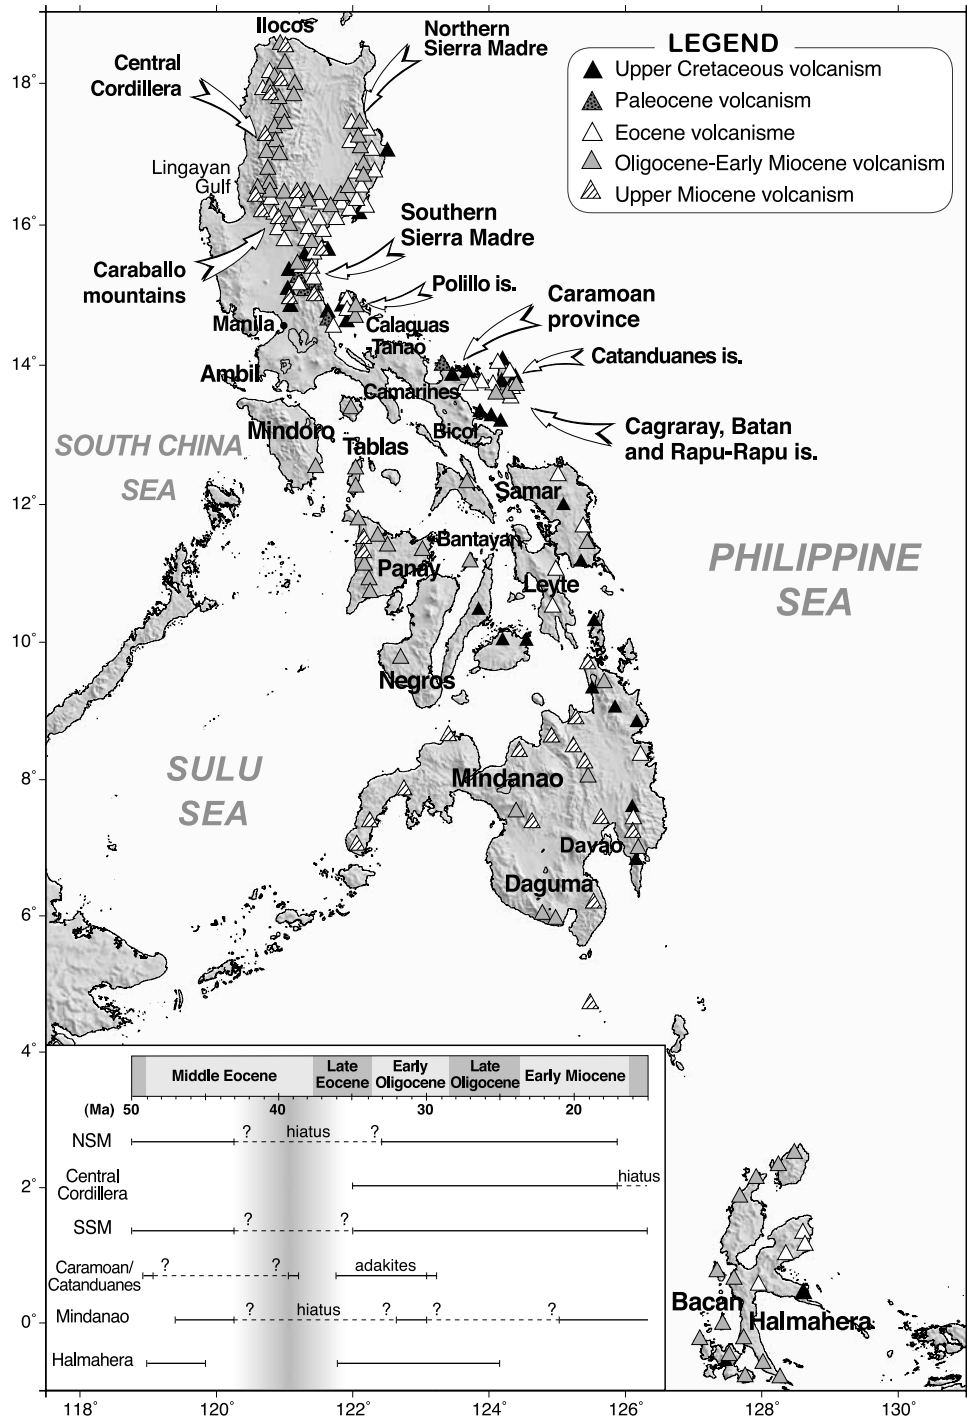 Ilocos
Northern
Sierra Madre
Central
Cordillera
LEGEND
Upper Cretaceous volcanism
Paleocene volcanism
Eocene volcanisme
Oligocene-Early Miocene volcanism
Upper Miocene volcanism
18°
Lingayan
Gulf
16°
Southern
Sierra Madre
Caraballo
mountains
Polillo is.
Caramoan
province
Manila
Calaguas
Tanao
14°
Catanduanes is.
Ambil
Camarines
Cagraray, Batan
and Rapu-Rapu is.
Mindoro
Bicol
Tablas
SOUTH CHINA
SEA
12°
Samar
Bantayan
PHILIPPINE
SEA
Panay
Leyte
10°
Negros
SULU
SEA
8°
Mindanao
Davao
Daguma
6°
4°
Middle Eocene
Late
Eocene
Early
Oligocene
Late
Oligocene
Early Miocene
(Ma)
50
40
30
20
NSM
? hiatus ?
Central
Cordillera
hiatus
2°
SSM
? ?
Caramoan/
Catanduanes
? ? adakites
Mindanao
? hiatus ? ? ?
0°
Halmahera
Bacan
Halmahera
118° 120° 122° 124° 126° 128° 130°